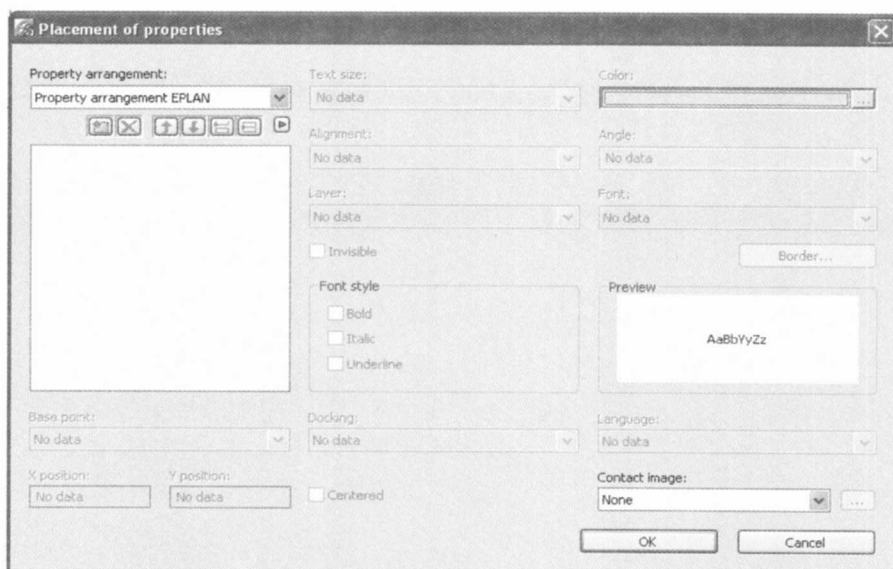 Placement of properties
Property arrangement:
Property arrangement EPLAN
Text size:
No data
Color:
...
Alignment:
No data
Angle:
No data
Layer:
No data
Font:
No data
Invisible
Border...
Font style
Bold
Italic
Underline
Preview
AaBbYyZz
Base point:
No data
Docking:
No data
Language:
No data
X position:
No data
Y position:
No data
Centered
Contact image:
None
...
OK
Cancel